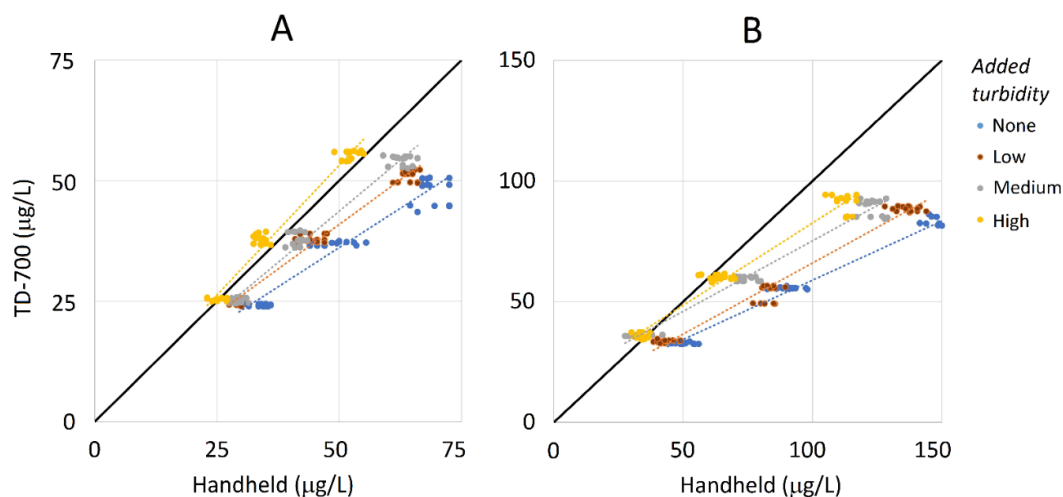 A
B
75
50
25
0
0
25
50
75
TD-700 (µg/L)
Handheld (µg/L)
150
100
50
0
0
50
100
150
Handheld (µg/L)
Added
turbidity
None
Low
Medium
High